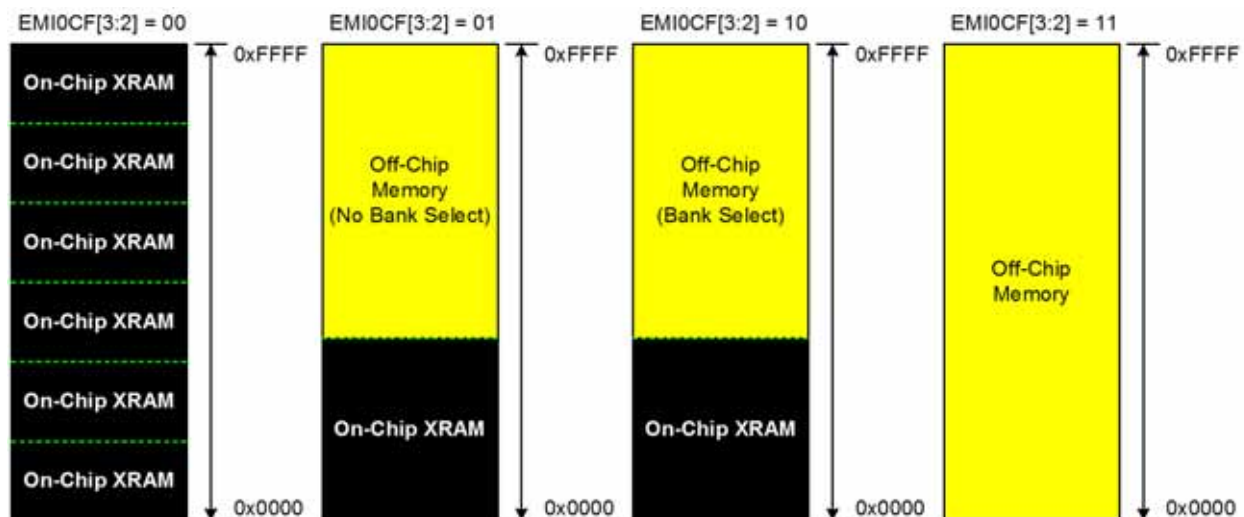 EMI0CF[3:2] = 00
EMI0CF[3:2] = 01
EMI0CF[3:2] = 10
EMI0CF[3:2] = 11
On-Chip XRAM
On-Chip XRAM
On-Chip XRAM
On-Chip XRAM
On-Chip XRAM
On-Chip XRAM
0xFFFF
0x0000
Off-Chip
Memory
(No Bank Select)
On-Chip XRAM
0xFFFF
0x0000
Off-Chip
Memory
(Bank Select)
On-Chip XRAM
0xFFFF
0x0000
Off-Chip
Memory
0xFFFF
0x0000